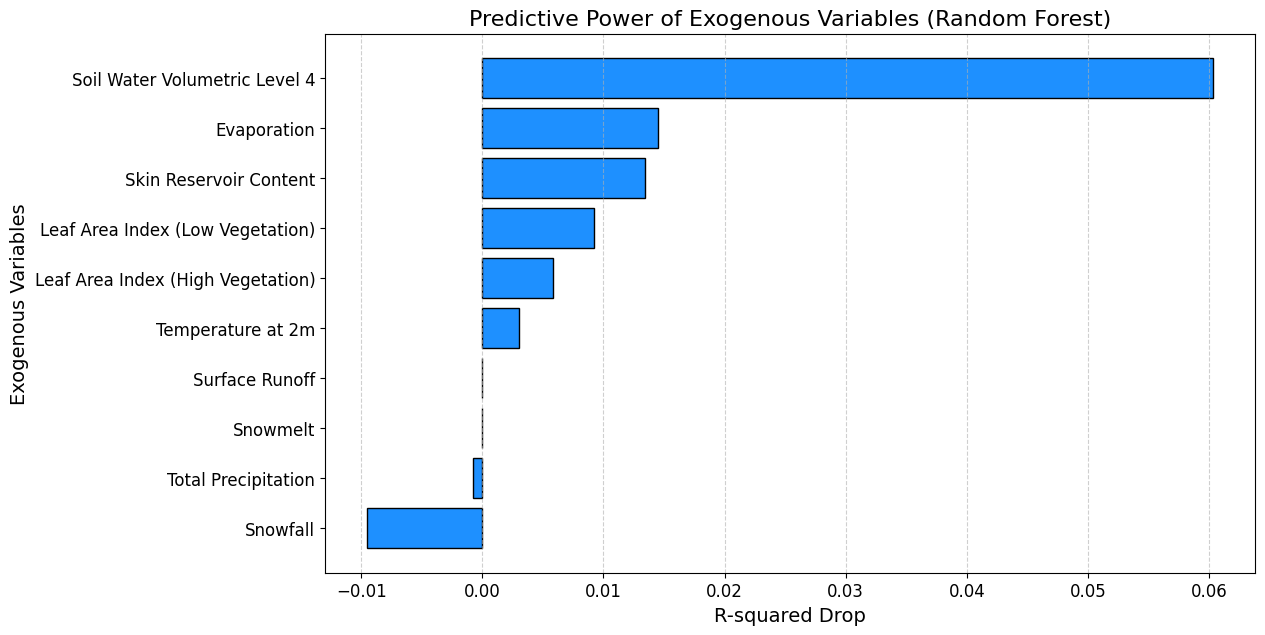 Predictive Power of Exogenous Variables (Random Forest)
Exogenous Variables
Soil Water Volumetric Level 4
Evaporation
Skin Reservoir Content
Leaf Area Index (Low Vegetation)
Leaf Area Index (High Vegetation)
Temperature at 2m
Surface Runoff
Snowmelt
Total Precipitation
Snowfall
−0.01 0.00 0.01 0.02 0.03 0.04 0.05 0.06
R-squared Drop